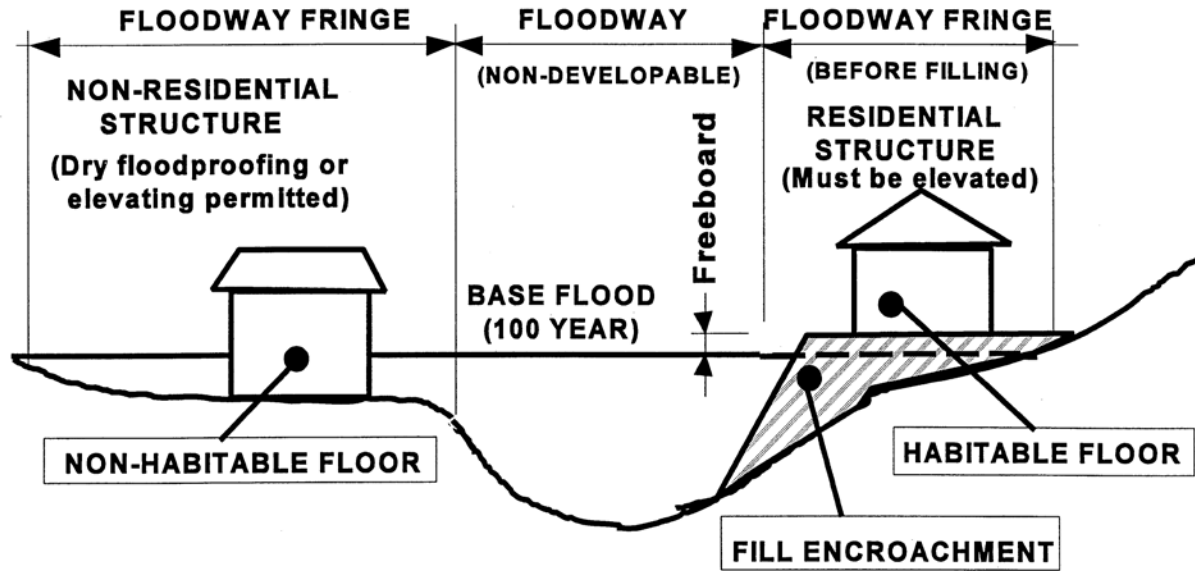 FLOODWAY FRINGE
FLOODWAY
FLOODWAY FRINGE
(NON-DEVELOPABLE)
(BEFORE FILLING)
NON-RESIDENTIAL
STRUCTURE
(Dry floodproofing or
elevating permitted)
Freeboard
RESIDENTIAL
STRUCTURE
(Must be elevated)
BASE FLOOD
(100 YEAR)
NON-HABITABLE FLOOR
HABITABLE FLOOR
FILL ENCROACHMENT